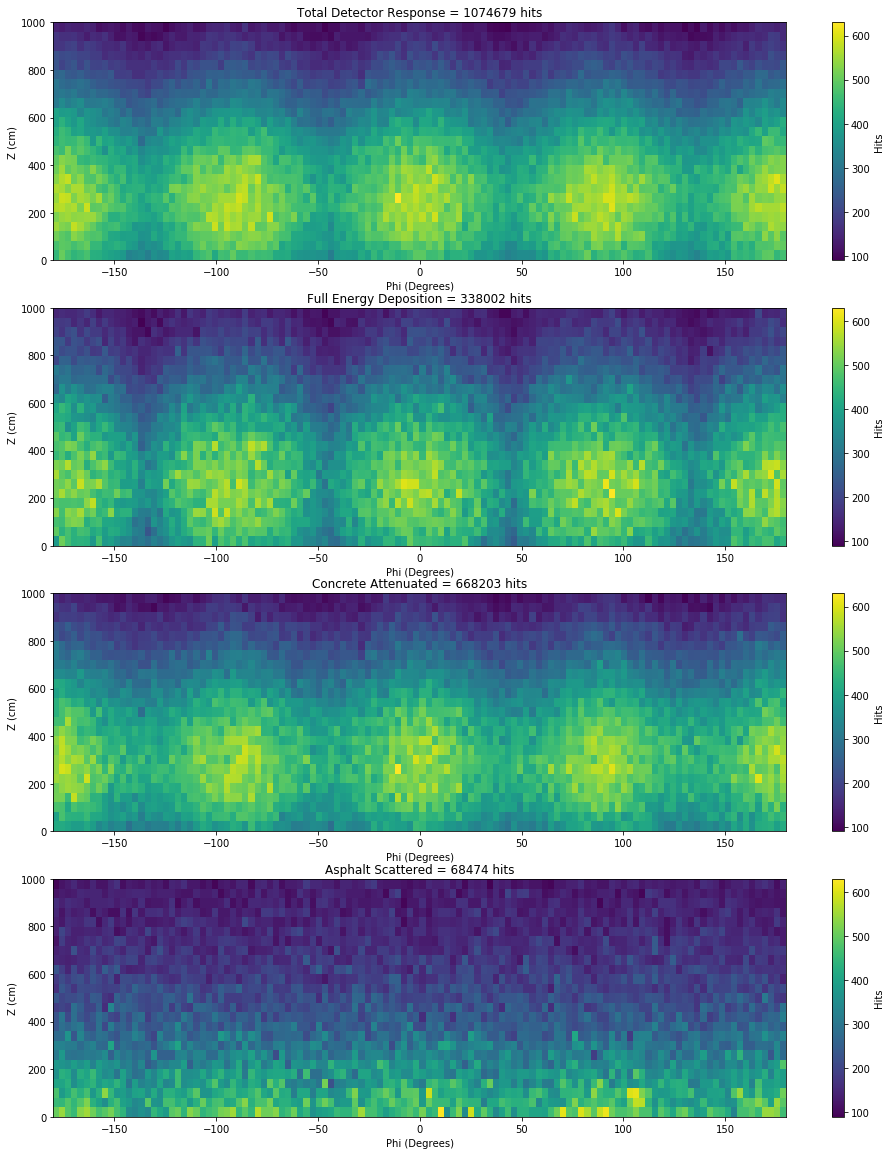 Total Detector Response = 1074679 hits
1000
800
600
400
200
0
Z (cm)
−150 −100 −50 0 50 100 150
Phi (Degrees)
600
500
400
300
200
100
Hits
Full Energy Deposition = 338002 hits
1000
800
600
400
200
0
Z (cm)
−150 −100 −50 0 50 100 150
Phi (Degrees)
600
500
400
300
200
100
Hits
Concrete Attenuated = 668203 hits
1000
800
600
400
200
0
Z (cm)
−150 −100 −50 0 50 100 150
Phi (Degrees)
600
500
400
300
200
100
Hits
Asphalt Scattered = 68474 hits
1000
800
600
400
200
0
Z (cm)
−150 −100 −50 0 50 100 150
Phi (Degrees)
600
500
400
300
200
100
Hits